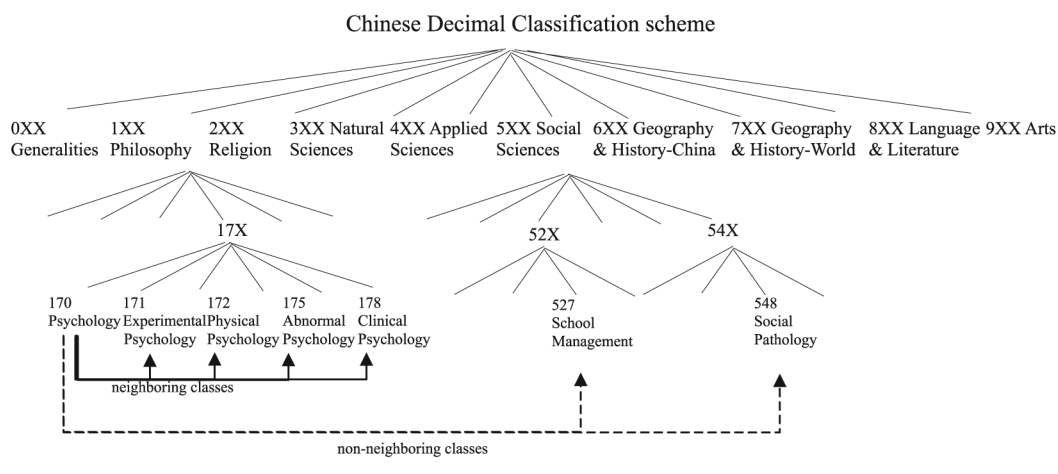 Chinese Decimal Classification scheme
0XX Generalities
1XX Philosophy
2XX Religion
3XX Natural Sciences
4XX Applied Sciences
5XX Social Sciences
6XX Geography & History-China
7XX Geography & History-World
8XX Language & Literature
9XX Arts
17X
52X
54X
170 Psychology
171 Experimental Psychology
172 Physical Psychology
175 Abnormal Psychology
178 Clinical Psychology
527 School Management
548 Social Pathology
neighboring classes
non-neighboring classes